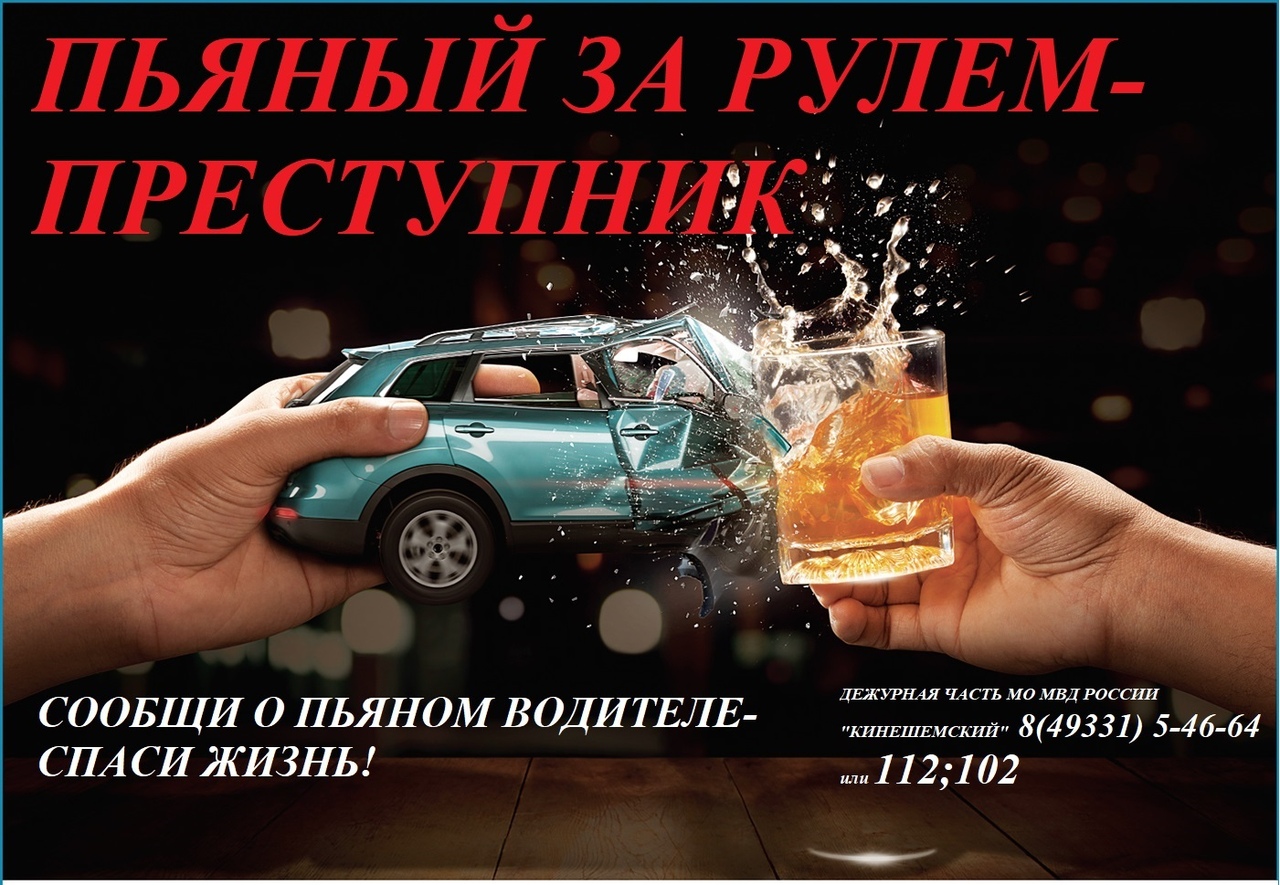 ПЬЯНЫЙ ЗА РУЛЕМ-
ПРЕСТУПНИК
СООБЩИ О ПЬЯНОМ ВОДИТЕЛЕ-
СПАСИ ЖИЗНЬ!
ДЕЖУРНАЯ ЧАСТЬ МО МВД РОССИИ
"КИНЕШЕМСКИЙ" 8(49331) 5-46-64
или 112;102